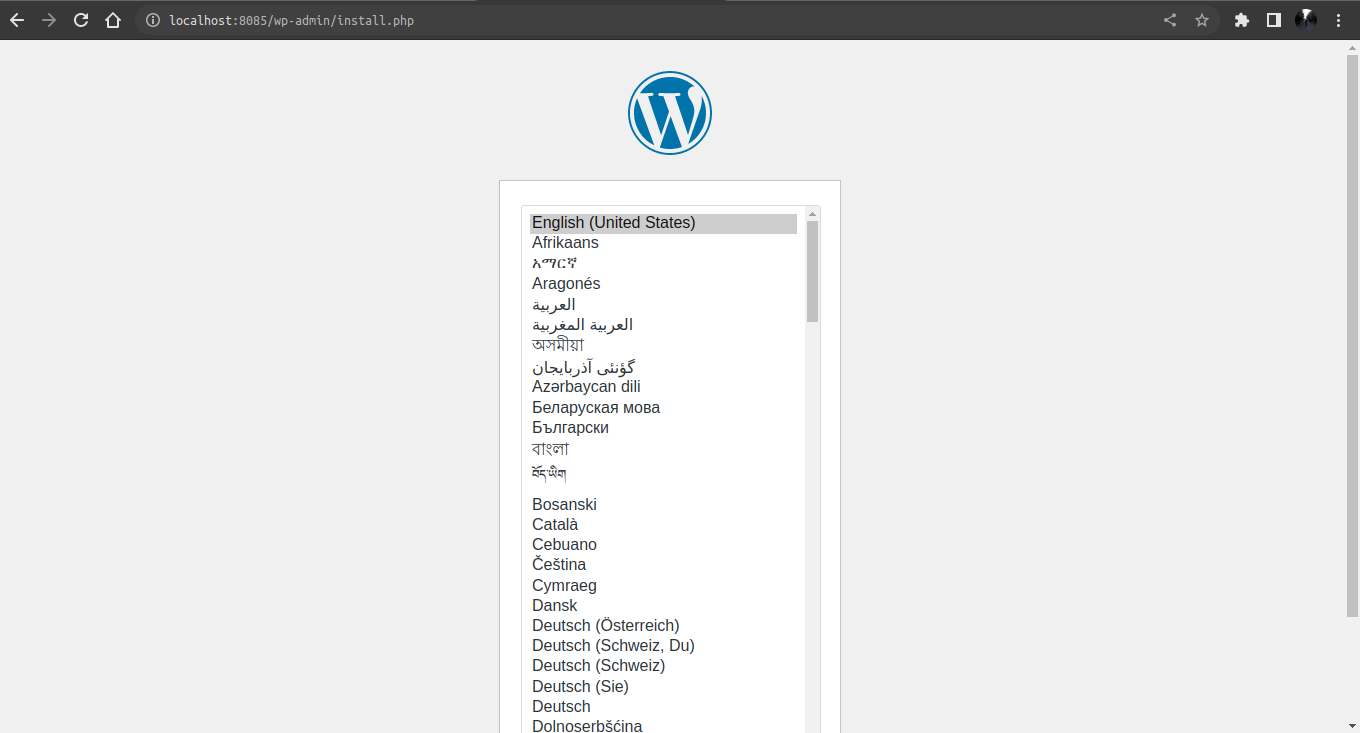 localhost:8085/wp-admin/install.php
W
English (United States)
Afrikaans
አማርኛ
Aragonés
العربية
العربية المغربية
অসমীয়া
گؤنئی آذربایجان
Azərbaycan dili
Беларуская мова
Български
বাংলা
བོད་ཡིག
Bosanski
Català
Cebuano
Čeština
Cymraeg
Dansk
Deutsch (Österreich)
Deutsch (Schweiz, Du)
Deutsch (Schweiz)
Deutsch (Sie)
Deutsch
Dolnoserbšćina